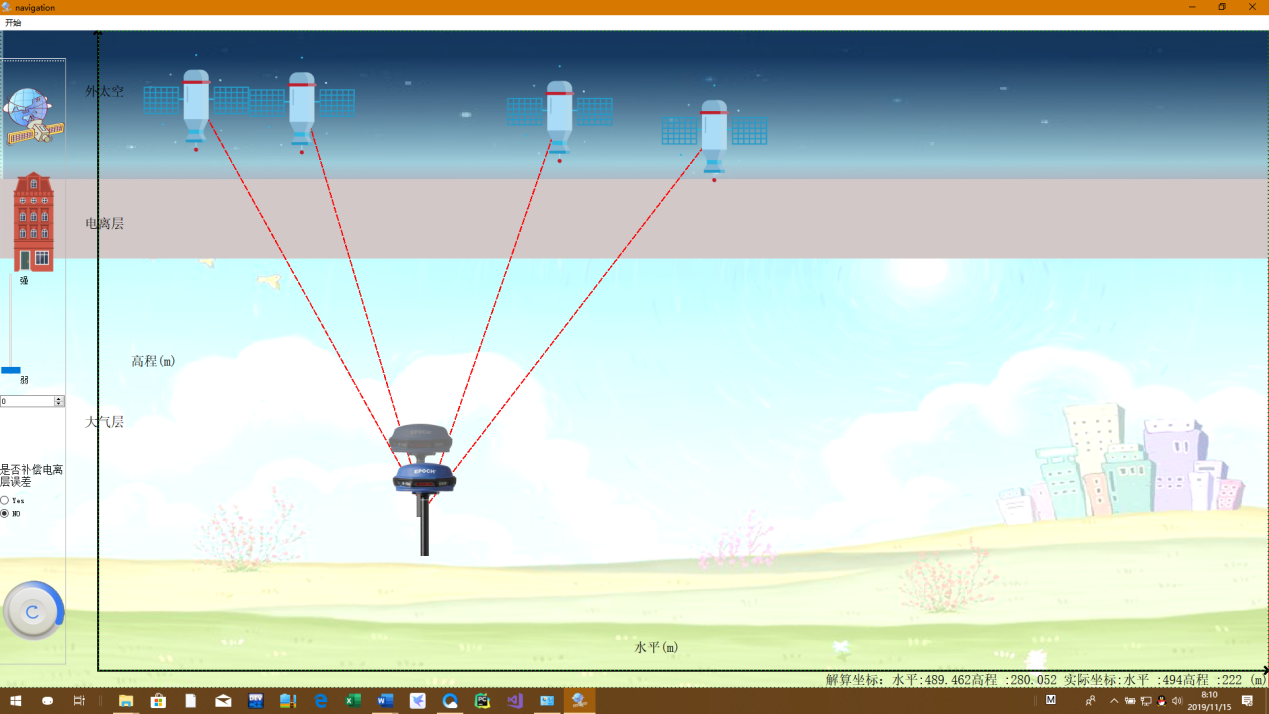 navigation
开始
外太空
电离层
强
高程(m)
弱
0
大气层
EPOCH
是否补偿电离
层误差
Yes
NO
水平(m)
解算坐标: 水平:489.462高程 :280.052 实际坐标:水平 :494高程 :222 (m)
8:10
2019/11/15